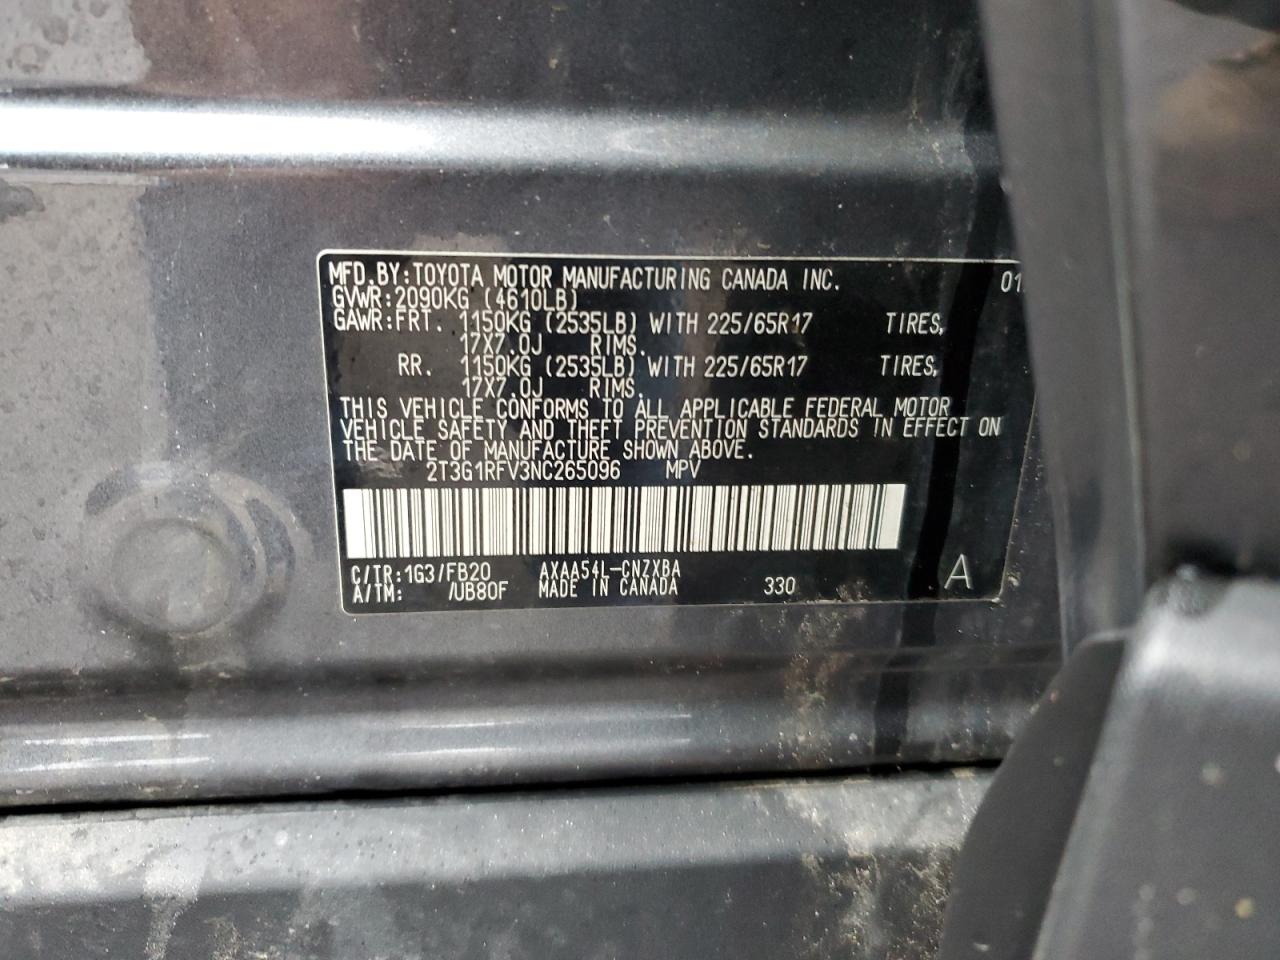 MFD.BY:TOYOTA MOTOR MANUFACTURING CANADA INC. 01
GVWR:2090KG (4610LB)
GAWR:FRT. 1150KG (2535LB) WITH 225/65R17 TIRES,
17X7.0J RIMS.
RR. 1150KG (2535LB) WITH 225/65R17 TIRES,
17X7.0J RIMS.
THIS VEHICLE CONFORMS TO ALL APPLICABLE FEDERAL MOTOR
VEHICLE SAFETY AND THEFT PREVENTION STANDARDS IN EFFECT ON
THE DATE OF MANUFACTURE SHOWN ABOVE.
2T3G1RFV3NC265096 MPV
C/TR:1G3/FB20 AXAA54L-CNZXBA
A/TM: /UB80F MADE IN CANADA 330 A